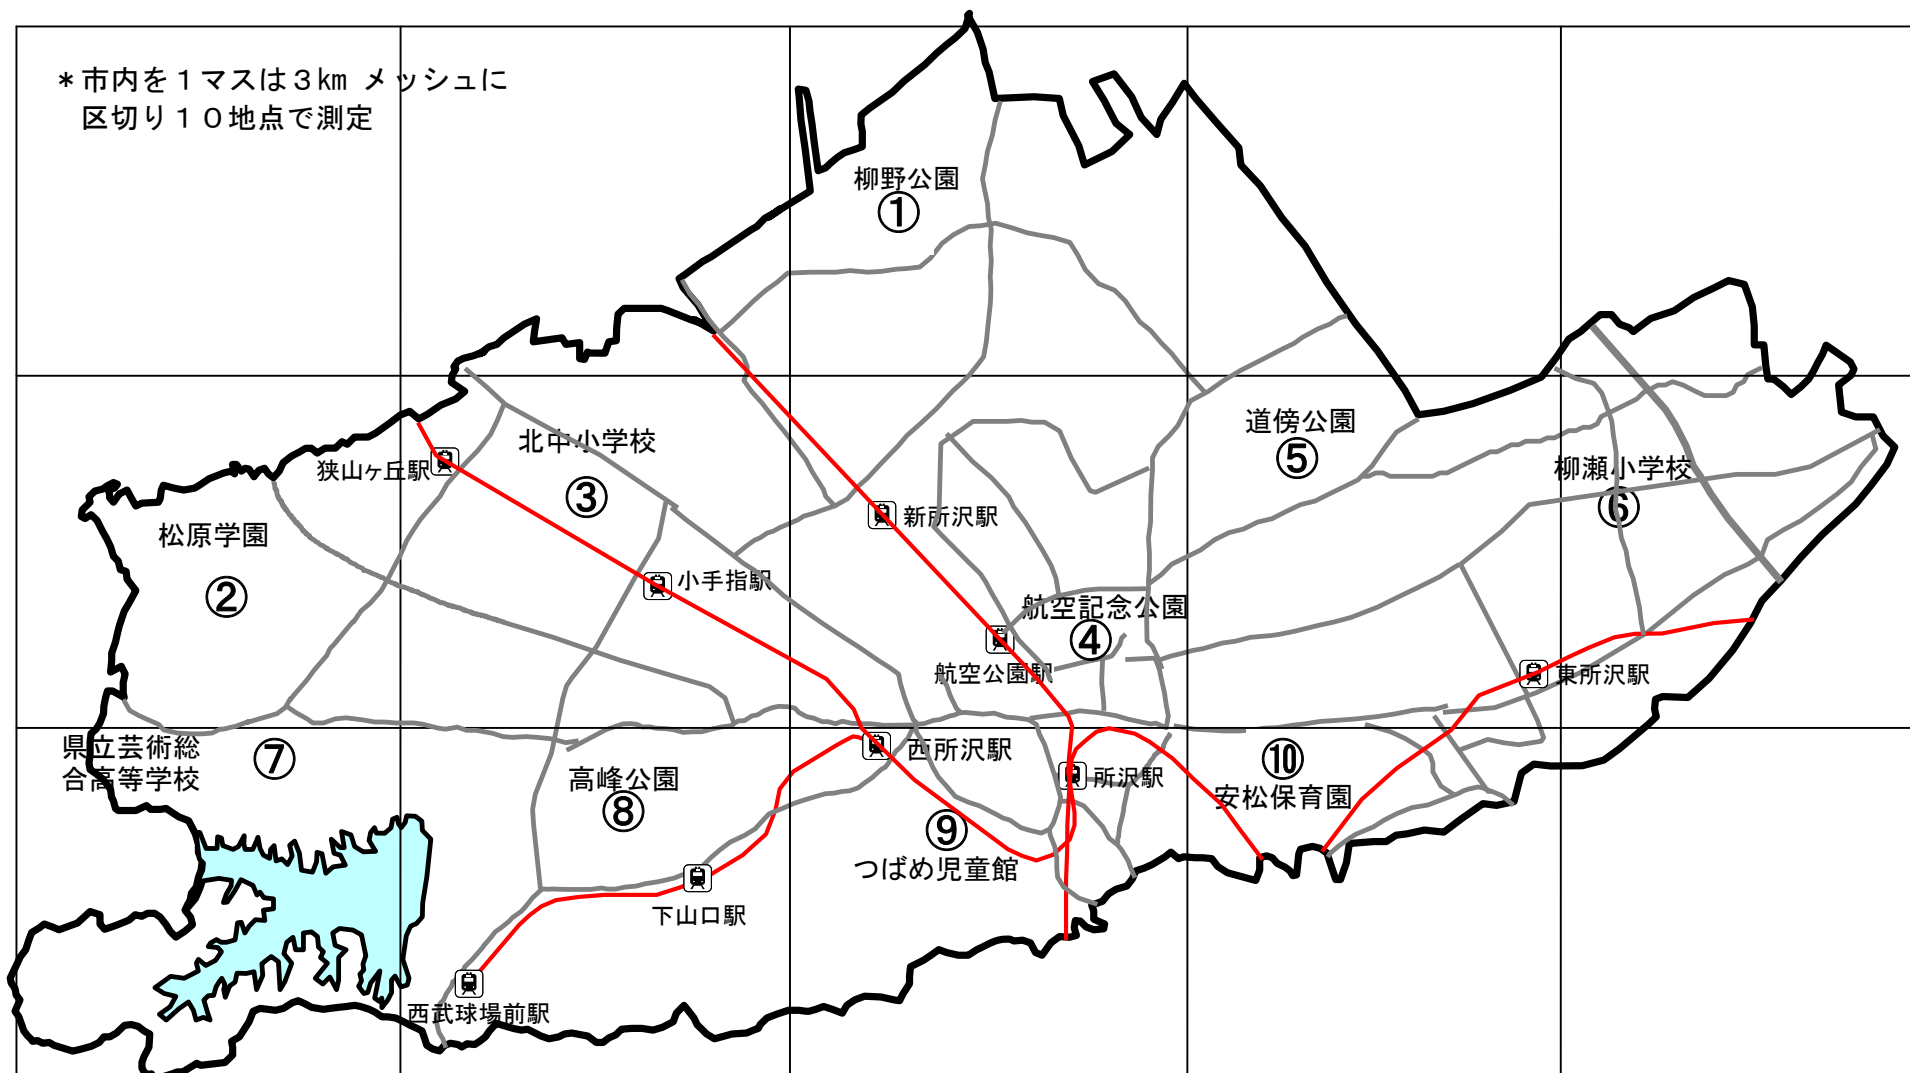 ＊市内を１マスは３㎞ メッシュに
区切り１０地点で測定
柳野公園
①
北中小学校
③
狭山ヶ丘駅
道傍公園
⑤
柳瀬小学校
⑥
松原学園
②
新所沢駅
小手指駅
航空記念公園
④
航空公園駅
東所沢駅
県立芸術総
合高等学校
⑦
高峰公園
⑧
西所沢駅
所沢駅
⑩
安松保育園
⑨
つばめ児童館
下山口駅
西武球場前駅